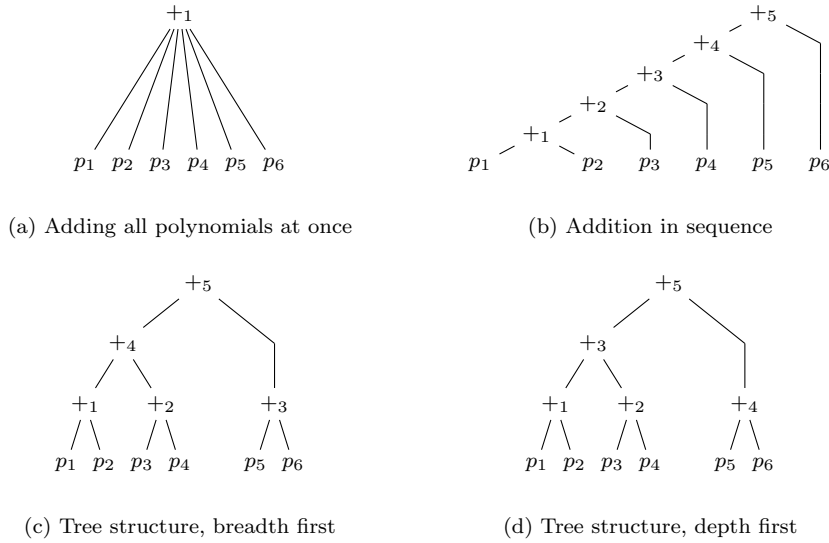 +₁
p₁ p₂ p₃ p₄ p₅ p₆
(a) Adding all polynomials at once
+₅
+₄
+₃
+₂
+₁
p₁ p₂ p₃ p₄ p₅ p₆
(b) Addition in sequence
+₅
+₄
+₁ +₂ +₃
p₁ p₂ p₃ p₄ p₅ p₆
(c) Tree structure, breadth first
+₅
+₃
+₁ +₂ +₄
p₁ p₂ p₃ p₄ p₅ p₆
(d) Tree structure, depth first